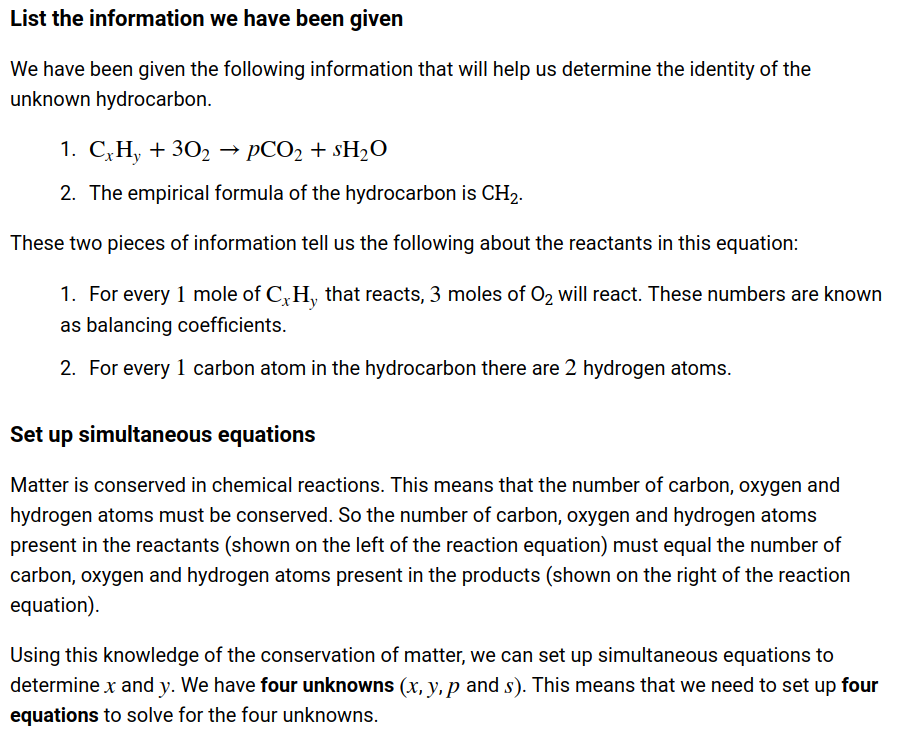 List the information we have been given
We have been given the following information that will help us determine the identity of the
unknown hydrocarbon.
1. CₓHᵧ + 3O₂ → pCO₂ + sH₂O
2. The empirical formula of the hydrocarbon is CH₂.
These two pieces of information tell us the following about the reactants in this equation:
1. For every 1 mole of CₓHᵧ that reacts, 3 moles of O₂ will react. These numbers are known
as balancing coefficients.
2. For every 1 carbon atom in the hydrocarbon there are 2 hydrogen atoms.
Set up simultaneous equations
Matter is conserved in chemical reactions. This means that the number of carbon, oxygen and
hydrogen atoms must be conserved. So the number of carbon, oxygen and hydrogen atoms
present in the reactants (shown on the left of the reaction equation) must equal the number of
carbon, oxygen and hydrogen atoms present in the products (shown on the right of the reaction
equation).
Using this knowledge of the conservation of matter, we can set up simultaneous equations to
determine x and y. We have four unknowns (x, y, p and s). This means that we need to set up four
equations to solve for the four unknowns.